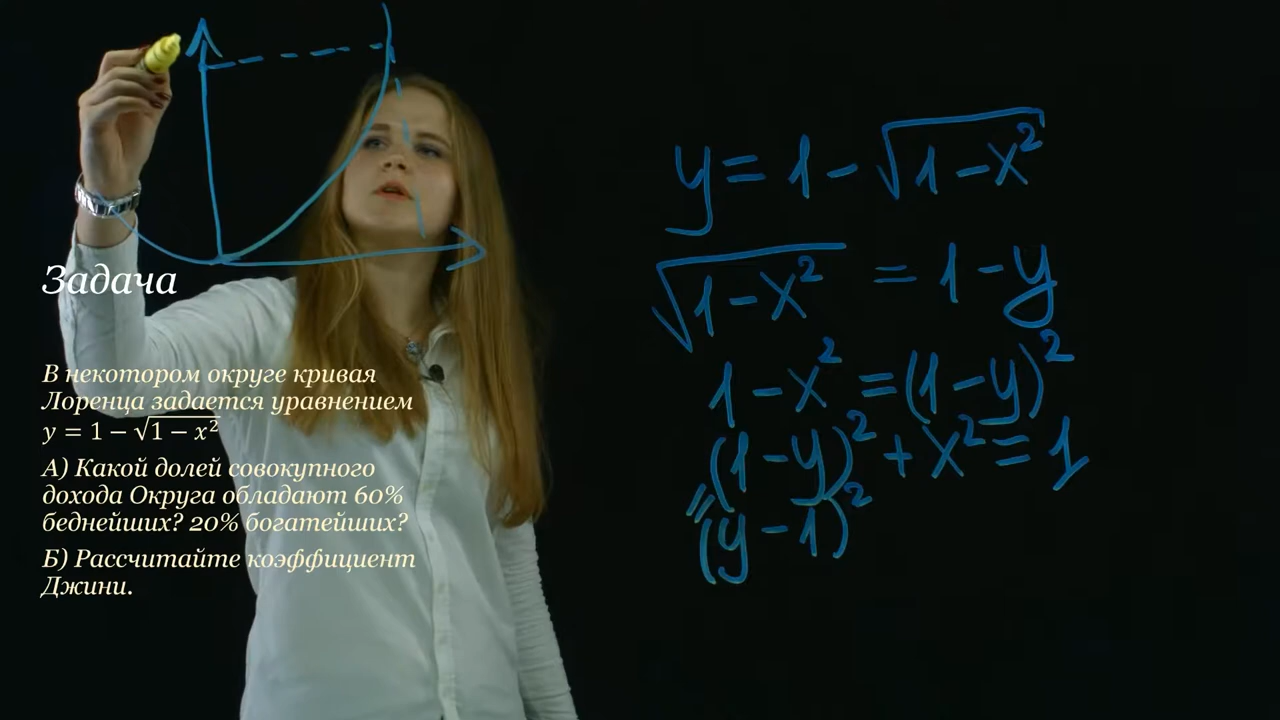 Задача
В некотором округе кривая
Лоренца задается уравнением
y = 1 − √(1 − x²)
А) Какой долей совокупного
дохода Округа обладают 60%
беднейших? 20% богатейших?
Б) Рассчитайте коэффициент
Джини.
y = 1 − √(1 − x²)
√(1 − x²) = 1 − y
1 − x² = (1 − y)²
(1 − y)² + x² = 1
(y − 1)²